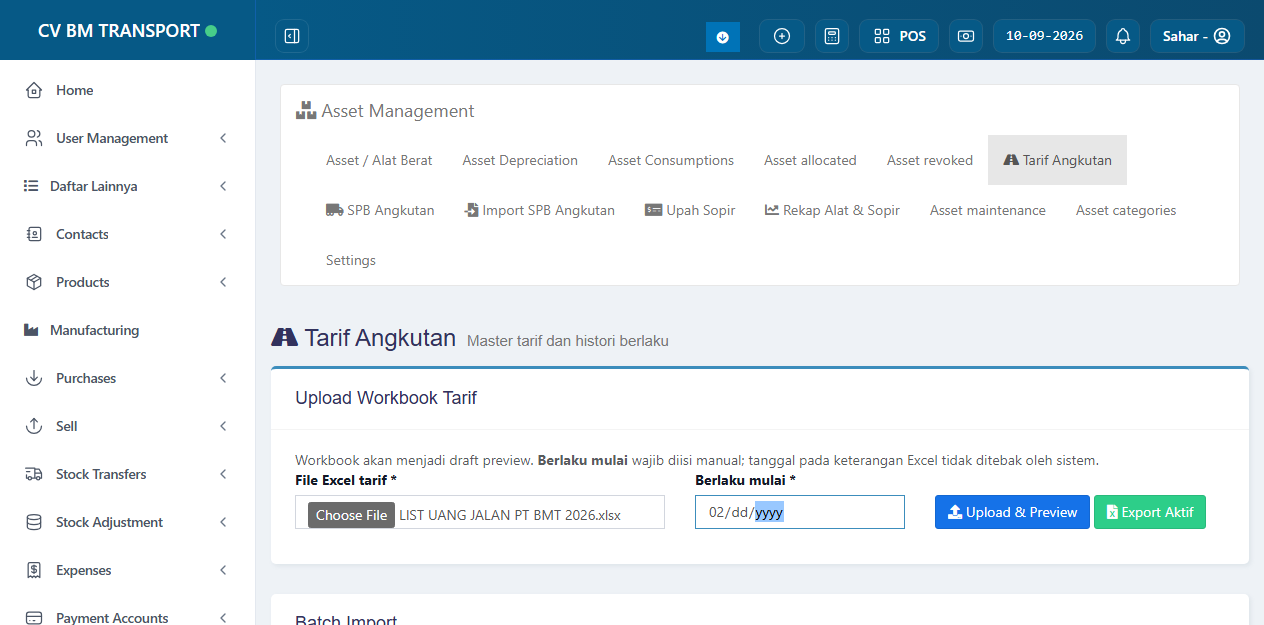 CV BM TRANSPORT
POS
10-09-2026
Sahar -
Home
User Management
Daftar Lainnya
Contacts
Products
Manufacturing
Purchases
Sell
Stock Transfers
Stock Adjustment
Expenses
Payment Accounts
Asset Management
Asset / Alat Berat
Asset Depreciation
Asset Consumptions
Asset allocated
Asset revoked
Tarif Angkutan
SPB Angkutan
Import SPB Angkutan
Upah Sopir
Rekap Alat & Sopir
Asset maintenance
Asset categories
Settings
Tarif Angkutan Master tarif dan histori berlaku
Upload Workbook Tarif
Workbook akan menjadi draft preview. Berlaku mulai wajib diisi manual; tanggal pada keterangan Excel tidak ditebak oleh sistem.
File Excel tarif *
Choose File LIST UANG JALAN PT BMT 2026.xlsx
Berlaku mulai *
02/dd/yyyy
Upload & Preview
Export Aktif
Batch Import